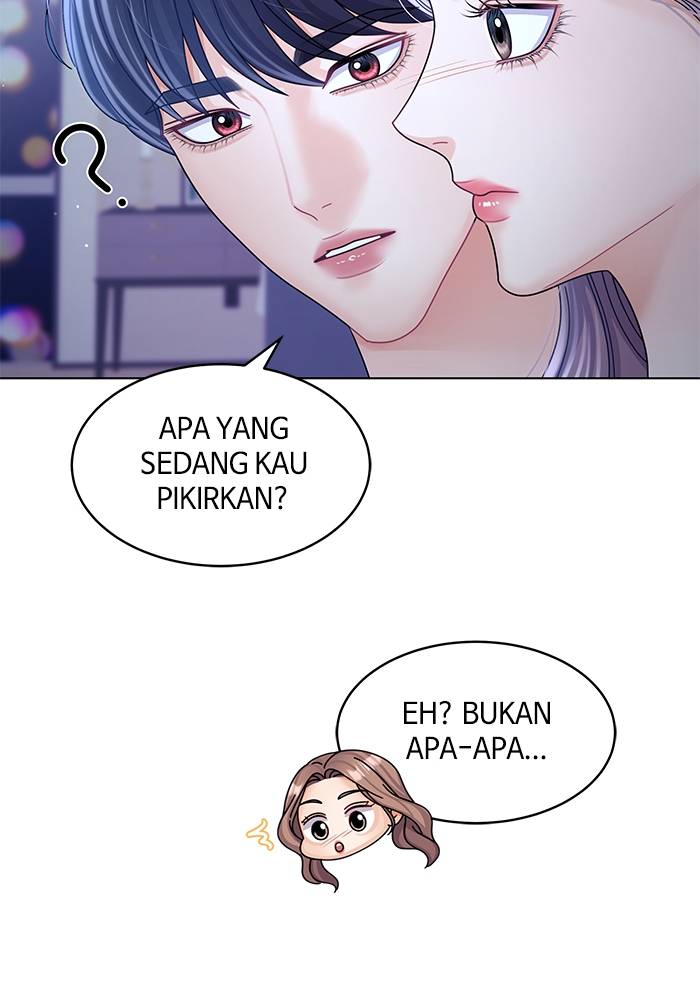 ?
APA YANG
SEDANG KAU
PIKIRKAN?
EH? BUKAN
APA-APA...